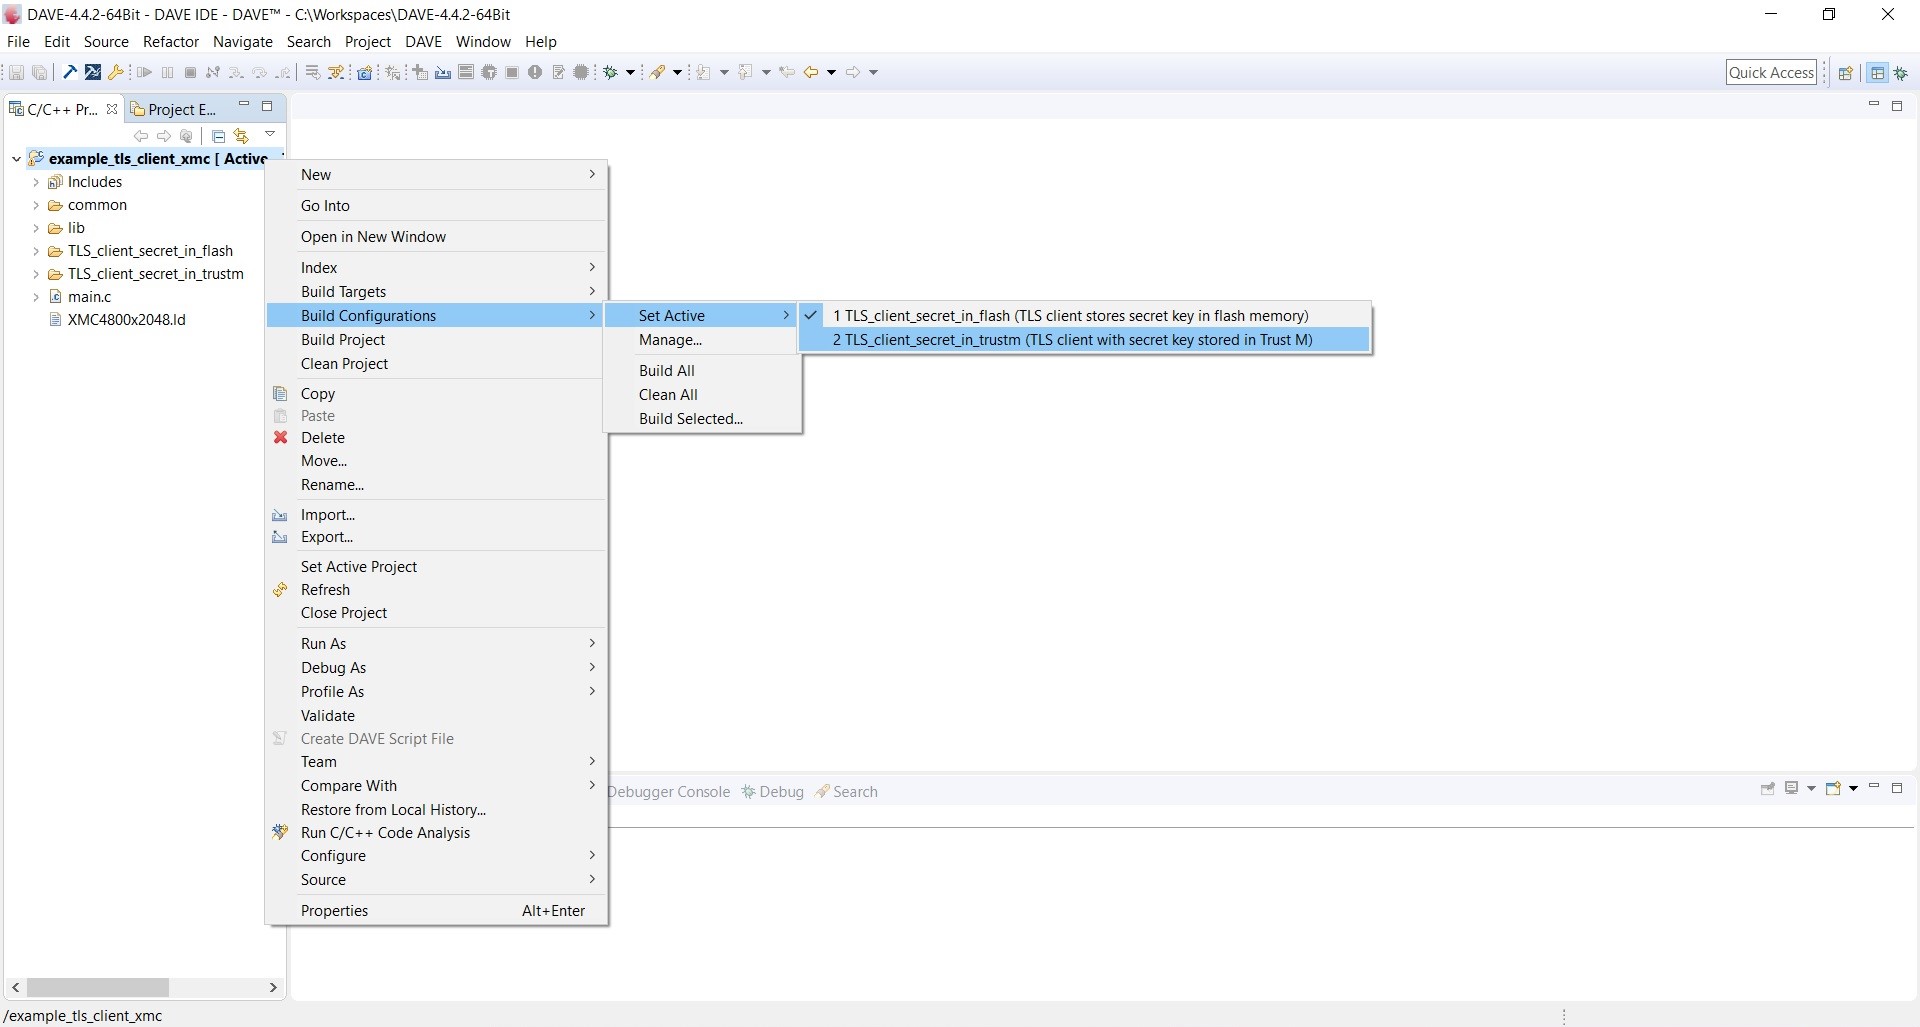 DAVE-4.4.2-64Bit - DAVE IDE - DAVE™ - C:\Workspaces\DAVE-4.4.2-64Bit
File Edit Source Refactor Navigate Search Project DAVE Window Help
Quick Access
C/C++ Pr... Project E...
example_tls_client_xmc [ Active
Includes
common
lib
TLS_client_secret_in_flash
TLS_client_secret_in_trustm
main.c
XMC4800x2048.ld
New
Go Into
Open in New Window
Index
Build Targets
Build Configurations
Build Project
Clean Project
Copy
Paste
Delete
Move...
Rename...
Import...
Export...
Set Active Project
Refresh
Close Project
Run As
Debug As
Profile As
Validate
Create DAVE Script File
Team
Compare With
Restore from Local History...
Run C/C++ Code Analysis
Configure
Source
Properties Alt+Enter
Set Active
Manage...
Build All
Clean All
Build Selected...
1 TLS_client_secret_in_flash (TLS client stores secret key in flash memory)
2 TLS_client_secret_in_trustm (TLS client with secret key stored in Trust M)
Debugger Console Debug Search
/example_tls_client_xmc